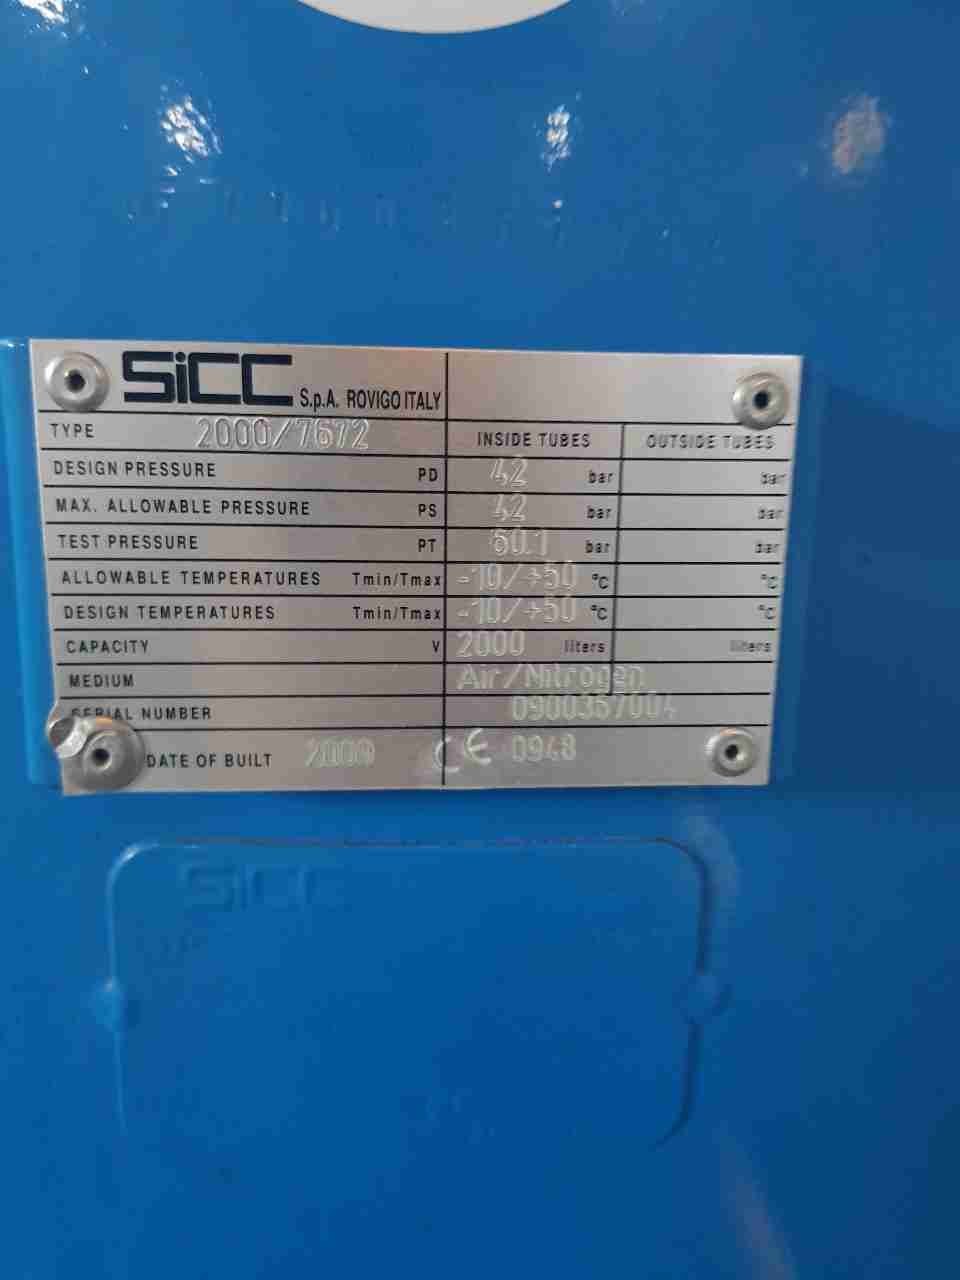 SiCC S.p.A. ROVIGO ITALY
TYPE 2000/7672 INSIDE TUBES OUTSIDE TUBES
DESIGN PRESSURE PD 42 bar bar
MAX. ALLOWABLE PRESSURE PS 42 bar bar
TEST PRESSURE PT 60.1 bar bar
ALLOWABLE TEMPERATURES Tmin/Tmax -10/+50 °C °C
DESIGN TEMPERATURES Tmin/Tmax -10/+50 °C °C
CAPACITY V 2000 liters liters
MEDIUM Air/Nitrogen
SERIAL NUMBER 0900357004
DATE OF BUILT 2009 CE 0948
SiCC